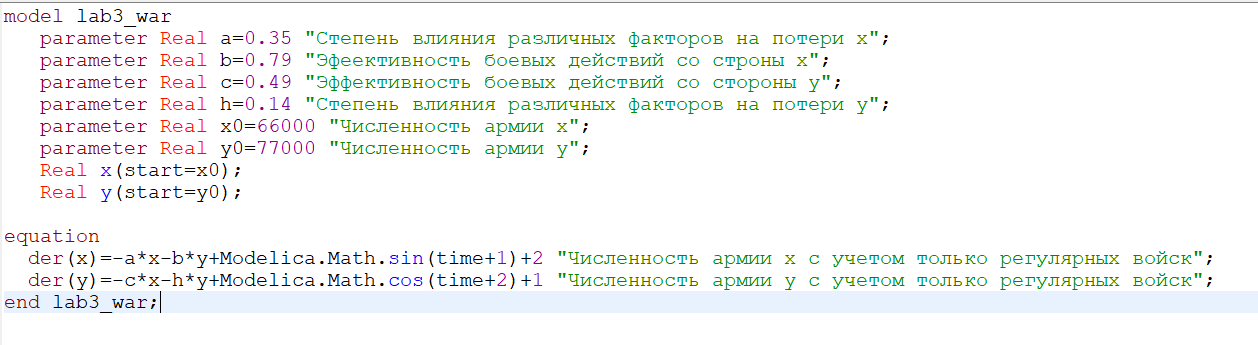 model lab3_war
parameter Real a=0.35 "Степень влияния различных факторов на потери x";
parameter Real b=0.79 "Эфеективность боевых действий со строны x";
parameter Real c=0.49 "Эффективность боевых действий со стороны y";
parameter Real h=0.14 "Степень влияния различных факторов на потери y";
parameter Real x0=66000 "Численность армии x";
parameter Real y0=77000 "Численность армии y";
Real x(start=x0);
Real y(start=y0);
equation
der(x)=-a*x-b*y+Modelica.Math.sin(time+1)+2 "Численность армии x с учетом только регулярных войск";
der(y)=-c*x-h*y+Modelica.Math.cos(time+2)+1 "Численность армии y с учетом только регулярных войск";
end lab3_war;